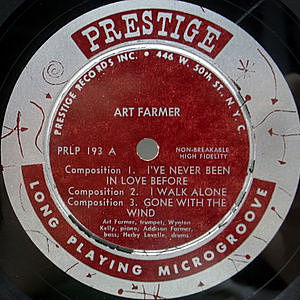 PRESTIGE
PRESTIGE RECORDS INC. • 446 W. 50th ST., N. Y. C.
ART FARMER
PRLP 193 A
NON-BREAKABLE
HIGH FIDELITY
Composition 1. I'VE NEVER BEEN
IN LOVE BEFORE
Composition 2. I WALK ALONE
Composition 3. GONE WITH THE
WIND
Art Farmer, trumpet; Wynton
Kelly, piano; Addison Farmer,
bass; Herby Lovelle, drums
LONG PLAYING MICROGROOVE